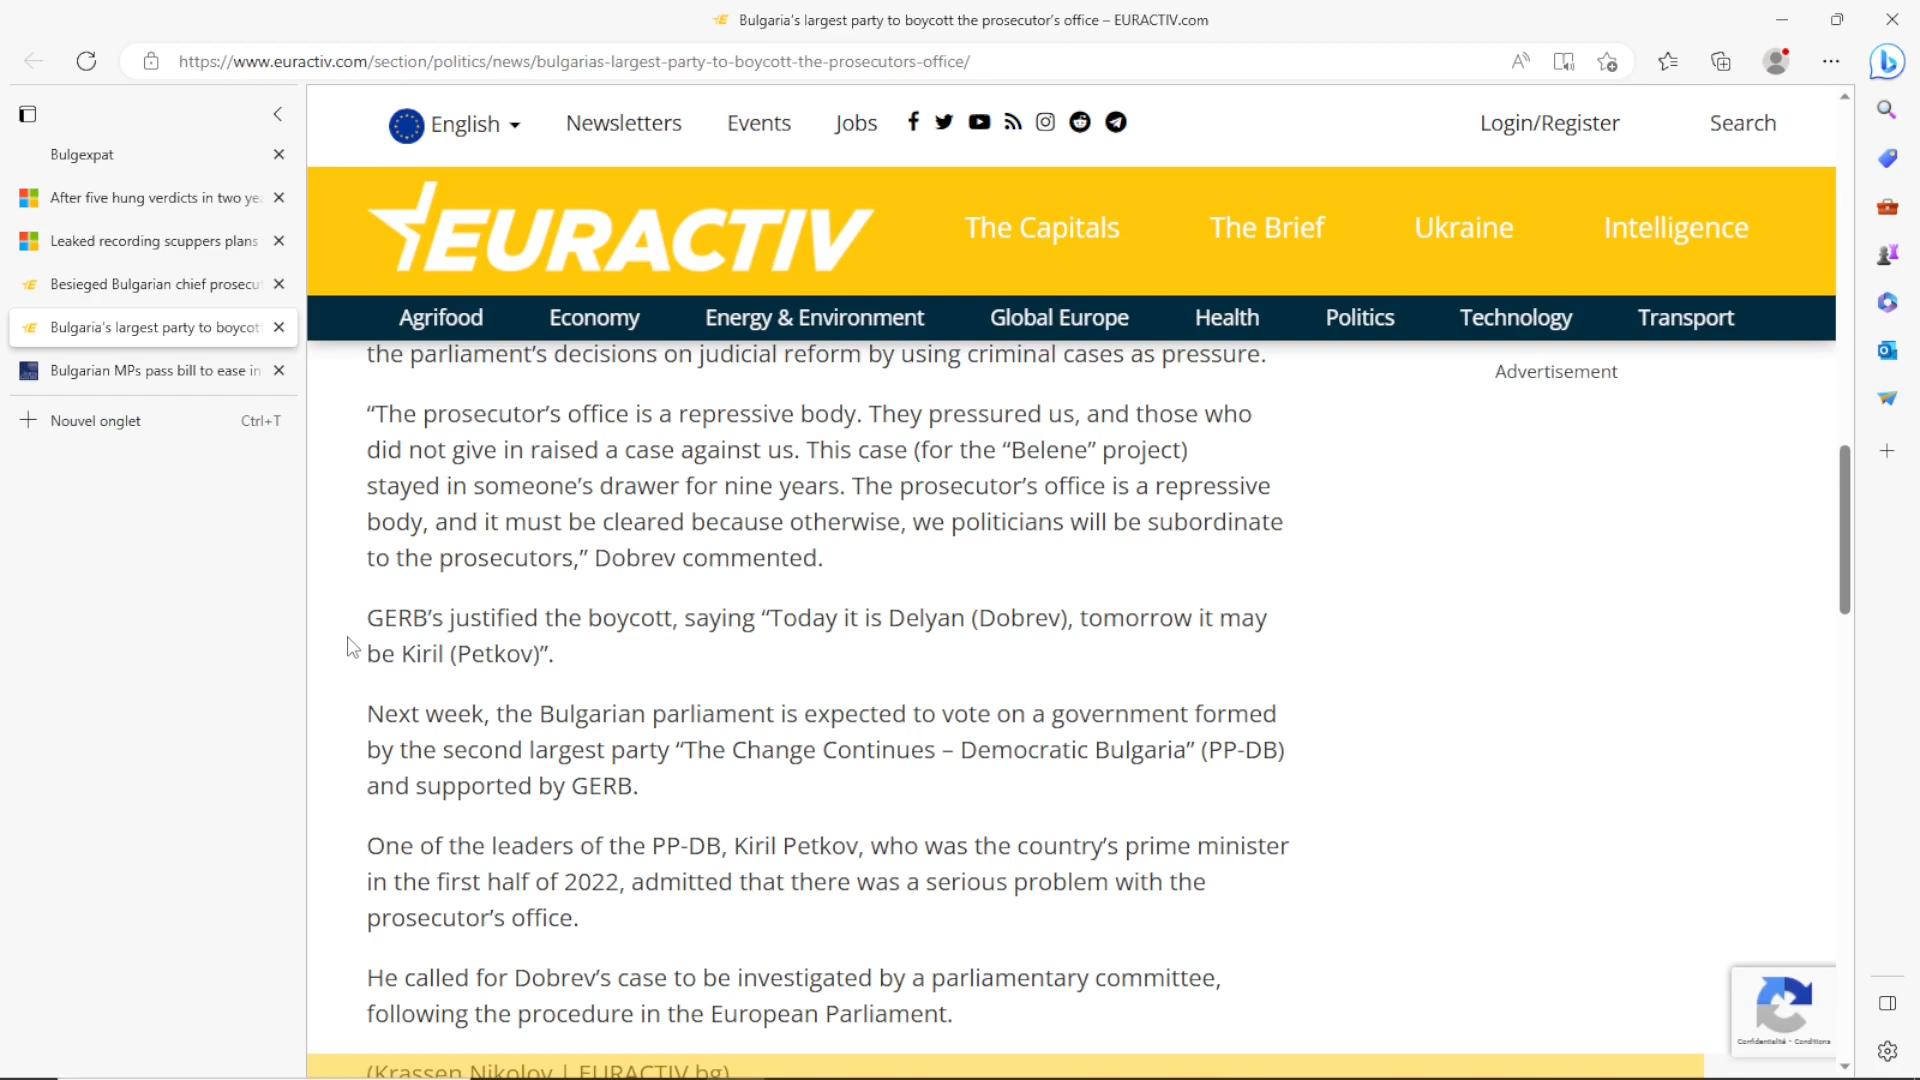 Bulgaria's largest party to boycott the prosecutor's office – EURACTIV.com
https://www.euractiv.com/section/politics/news/bulgarias-largest-party-to-boycott-the-prosecutors-office/
Bulgexpat
After five hung verdicts in two ye
Leaked recording scuppers plans
Besieged Bulgarian chief prosecu
Bulgaria's largest party to boycot
Bulgarian MPs pass bill to ease in
Nouvel onglet Ctrl+T
English Newsletters Events Jobs Login/Register Search
EURACTIV The Capitals The Brief Ukraine Intelligence
Agrifood Economy Energy & Environment Global Europe Health Politics Technology Transport
the parliament's decisions on judicial reform by using criminal cases as pressure.
Advertisement
“The prosecutor's office is a repressive body. They pressured us, and those who
did not give in raised a case against us. This case (for the “Belene” project)
stayed in someone's drawer for nine years. The prosecutor's office is a repressive
body, and it must be cleared because otherwise, we politicians will be subordinate
to the prosecutors,” Dobrev commented.
GERB's justified the boycott, saying “Today it is Delyan (Dobrev), tomorrow it may
be Kiril (Petkov)”.
Next week, the Bulgarian parliament is expected to vote on a government formed
by the second largest party “The Change Continues – Democratic Bulgaria” (PP-DB)
and supported by GERB.
One of the leaders of the PP-DB, Kiril Petkov, who was the country's prime minister
in the first half of 2022, admitted that there was a serious problem with the
prosecutor's office.
He called for Dobrev's case to be investigated by a parliamentary committee,
following the procedure in the European Parliament.
Confidentialité - Conditions
(Krassen Nikolov | EURACTIV.bg)